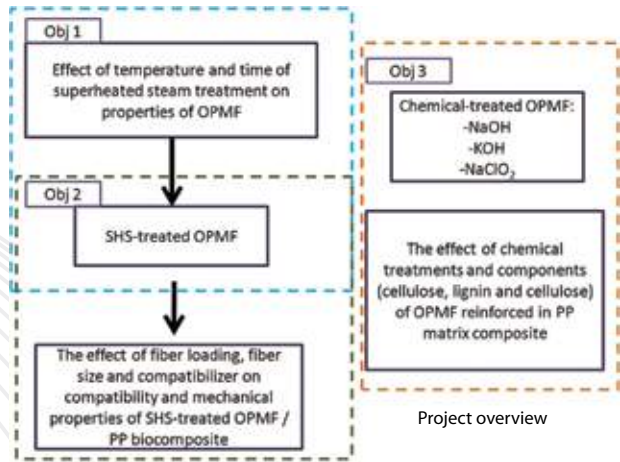 Obj 1
Effect of temperature and time of
superheated steam treatment on
properties of OPMF
Obj 2
SHS-treated OPMF
The effect of fiber loading, fiber
size and compatibilizer on
compatibility and mechanical
properties of SHS-treated OPMF /
PP biocomposite
Obj 3
Chemical-treated OPMF:
-NaOH
-KOH
-NaClO₂
The effect of chemical
treatments and components
(cellulose, lignin and cellulose)
of OPMF reinforced in PP
matrix composite
Project overview